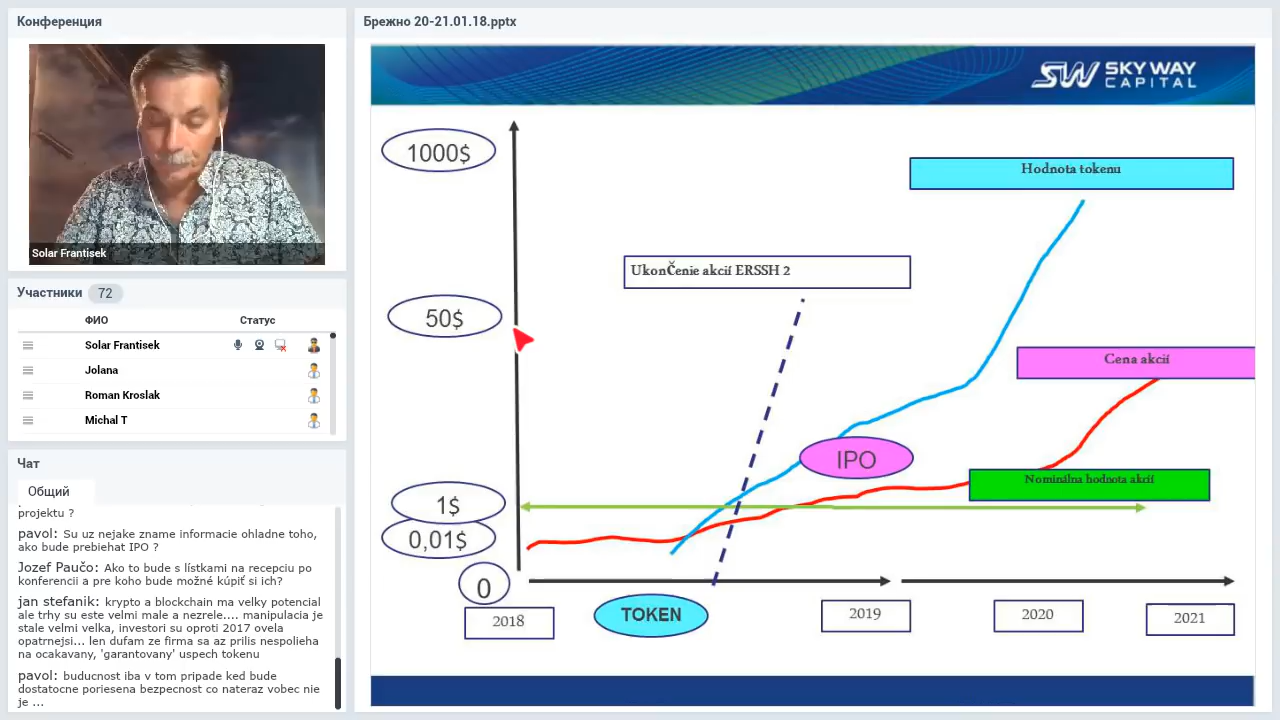 Конференция
Solar Frantisek
Участники 72
ФИО Статус
Solar Frantisek
Jolana
Roman Kroslak
Michal T
Чат
Общий
projektu ?
pavol: Su uz nejake zname informacie ohladne toho,
ako bude prebiehat IPO ?
Jozef Paučo: Ako to bude s lístkami na recepciu po
konferencii a pre koho bude možné kúpiť si ich?
jan stefanik: krypto a blockchain ma velky potencial
ale trhy su este velmi male a nezrele.... manipulacia je
stale velmi velka, investori su oproti 2017 ovela
opatrnejsi... len dufam ze firma sa az prilis nespolieha
na ocakavany, 'garantovany' uspech tokenu
pavol: buducnost iba v tom pripade ked bude
dostatocne poriesena bezpecnost co nateraz vobec nie
je ...
Брежно 20-21.01.18.pptx
SW SKY WAY
CAPITAL
1000$
Hodnota tokenu
UkonČenie akcií ERSSH 2
50$
Cena akcií
IPO
Nominálna hodnota akcií
1$
0,01$
0
TOKEN
2018
2019
2020
2021